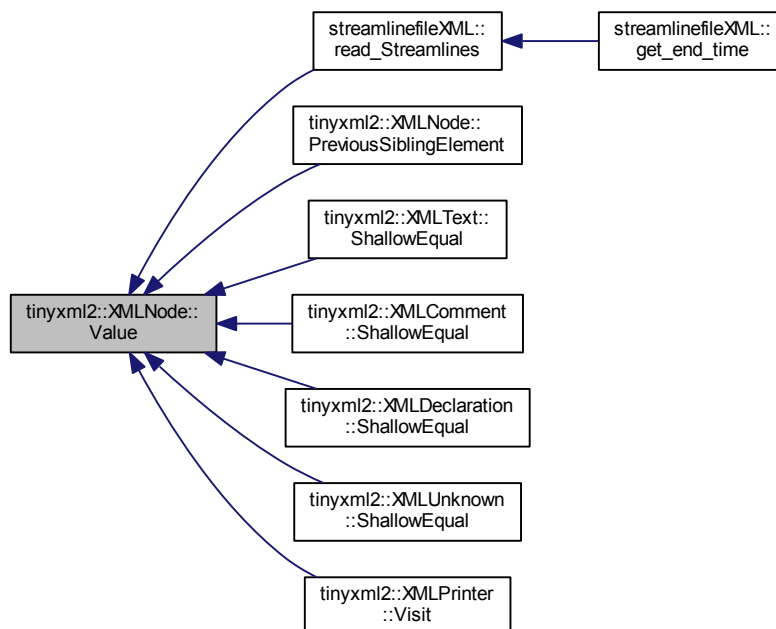 streamlinefileXML::
read_Streamlines
streamlinefileXML::
get_end_time
tinyxml2::XMLNode::
PreviousSiblingElement
tinyxml2::XMLText::
ShallowEqual
tinyxml2::XMLNode::
Value
tinyxml2::XMLComment
::ShallowEqual
tinyxml2::XMLDeclaration
::ShallowEqual
tinyxml2::XMLUnknown
::ShallowEqual
tinyxml2::XMLPrinter
::Visit